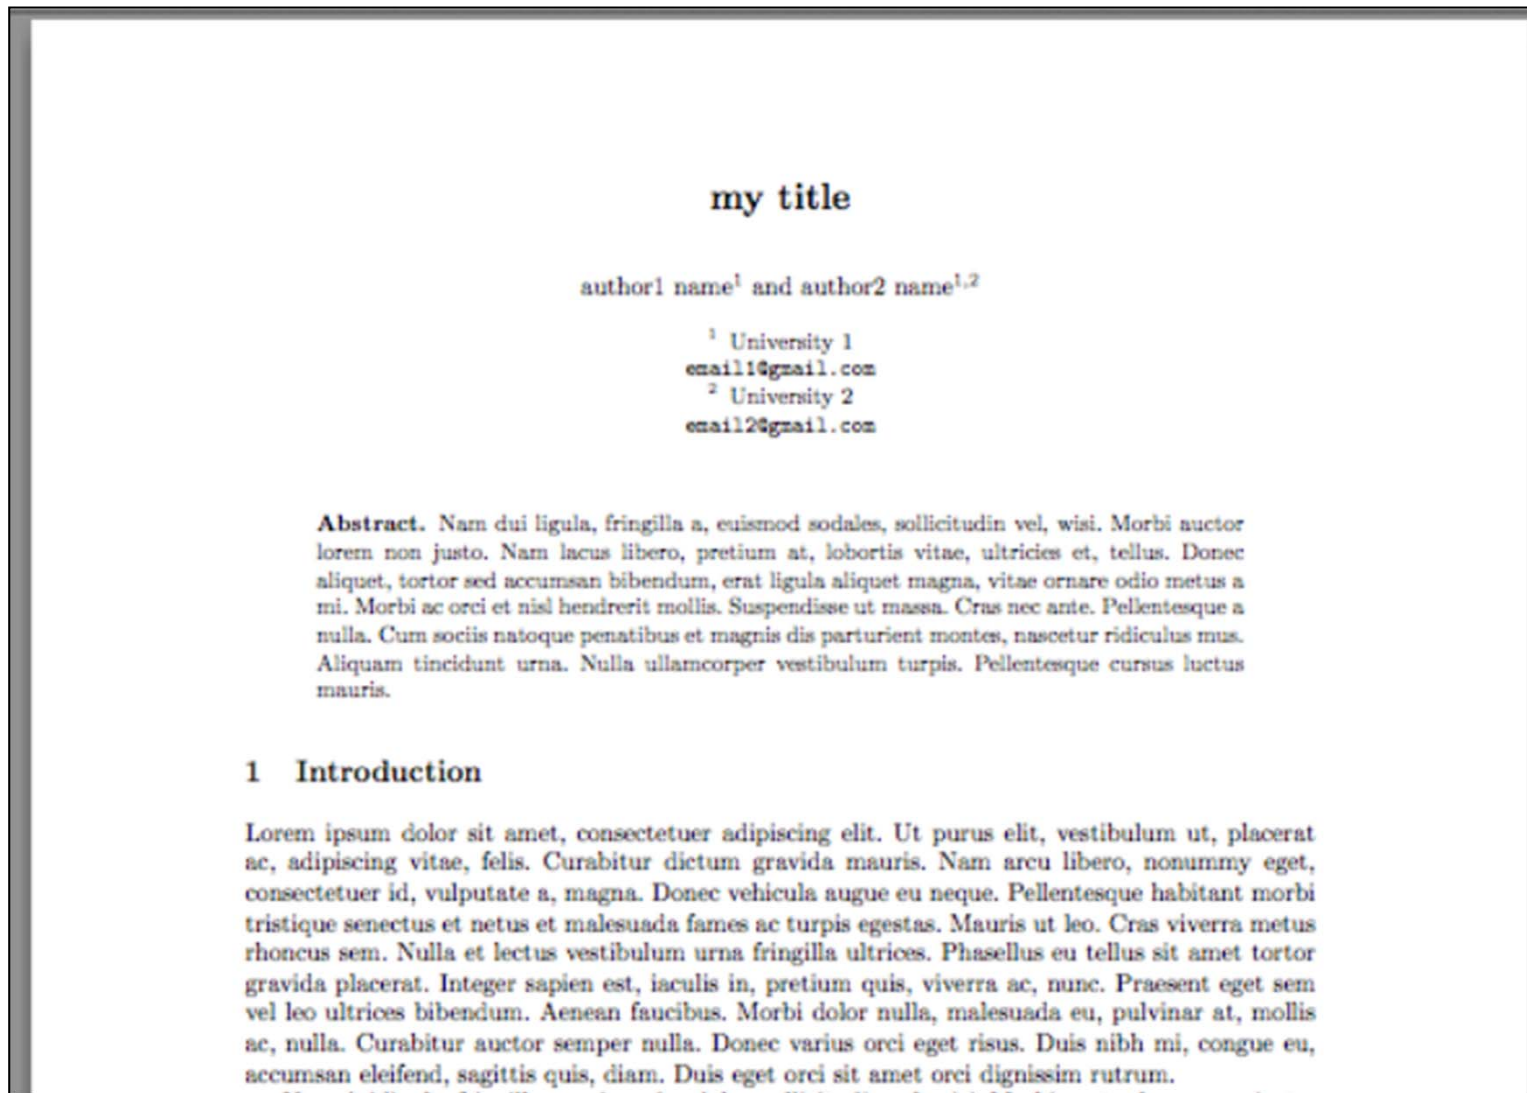 my title
author1 name¹ and author2 name¹,²
¹ University 1
email1@gmail.com
² University 2
email2@gmail.com
Abstract. Nam dui ligula, fringilla a, euismod sodales, sollicitudin vel, wisi. Morbi auctor
lorem non justo. Nam lacus libero, pretium at, lobortis vitae, ultricies et, tellus. Donec
aliquet, tortor sed accumsan bibendum, erat ligula aliquet magna, vitae ornare odio metus a
mi. Morbi ac orci et nisl hendrerit mollis. Suspendisse ut massa. Cras nec ante. Pellentesque a
nulla. Cum sociis natoque penatibus et magnis dis parturient montes, nascetur ridiculus mus.
Aliquam tincidunt urna. Nulla ullamcorper vestibulum turpis. Pellentesque cursus luctus
mauris.
1 Introduction
Lorem ipsum dolor sit amet, consectetuer adipiscing elit. Ut purus elit, vestibulum ut, placerat
ac, adipiscing vitae, felis. Curabitur dictum gravida mauris. Nam arcu libero, nonummy eget,
consectetuer id, vulputate a, magna. Donec vehicula augue eu neque. Pellentesque habitant morbi
tristique senectus et netus et malesuada fames ac turpis egestas. Mauris ut leo. Cras viverra metus
rhoncus sem. Nulla et lectus vestibulum urna fringilla ultrices. Phasellus eu tellus sit amet tortor
gravida placerat. Integer sapien est, iaculis in, pretium quis, viverra ac, nunc. Praesent eget sem
vel leo ultrices bibendum. Aenean faucibus. Morbi dolor nulla, malesuada eu, pulvinar at, mollis
ac, nulla. Curabitur auctor semper nulla. Donec varius orci eget risus. Duis nibh mi, congue eu,
accumsan eleifend, sagittis quis, diam. Duis eget orci sit amet orci dignissim rutrum.